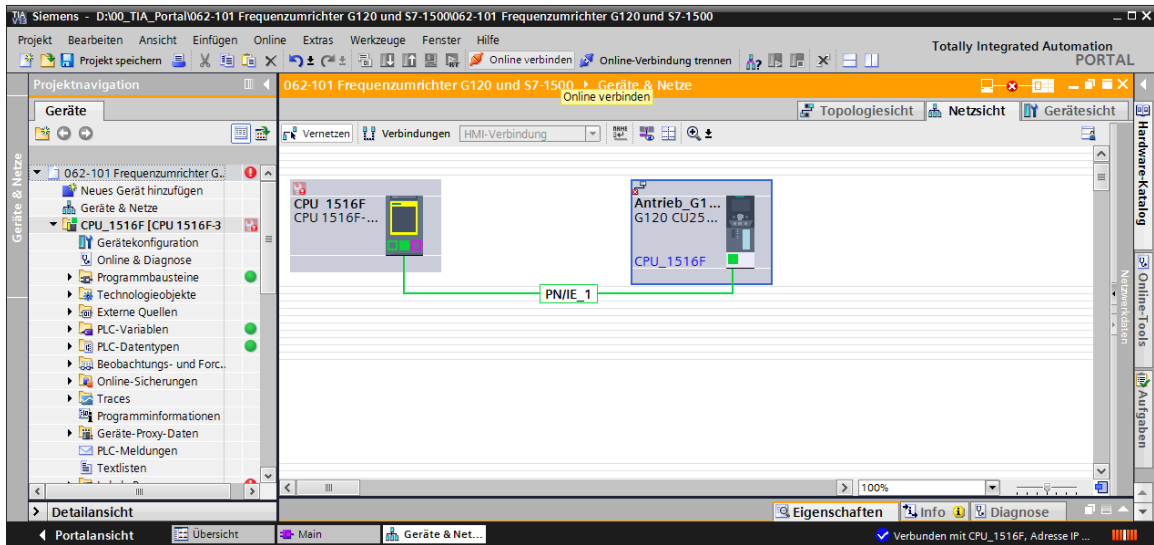 Siemens - D:\00_TIA_Portal\062-101 Frequenzumrichter G120 und S7-1500\062-101 Frequenzumrichter G120 und S7-1500
Projekt Bearbeiten Ansicht Einfügen Online Extras Werkzeuge Fenster Hilfe
Totally Integrated Automation
PORTAL
Projekt speichern
Online verbinden
Online-Verbindung trennen
Projektnavigation
062-101 Frequenzumrichter G120 und S7-1500 ▸ Geräte & Netze
Online verbinden
Geräte
Topologiesicht
Netzsicht
Gerätesicht
Vernetzen
Verbindungen
HMI-Verbindung
062-101 Frequenzumrichter G..
Neues Gerät hinzufügen
Geräte & Netze
CPU_1516F [CPU 1516F-3
Gerätekonfiguration
Online & Diagnose
Programmbausteine
Technologieobjekte
Externe Quellen
PLC-Variablen
PLC-Datentypen
Beobachtungs- und Forc..
Online-Sicherungen
Traces
Programminformationen
Geräte-Proxy-Daten
PLC-Meldungen
Textlisten
CPU_1516F
CPU 1516F-...
Antrieb_G1...
G120 CU25...
CPU_1516F
PN/IE_1
100%
Geräte & Netze
Netzwerkdaten
Hardware-Katalog
Online-Tools
Aufgaben
Detailansicht
Eigenschaften
Info
Diagnose
Portalansicht
Übersicht
Main
Geräte & Net...
Verbunden mit CPU_1516F, Adresse IP ...